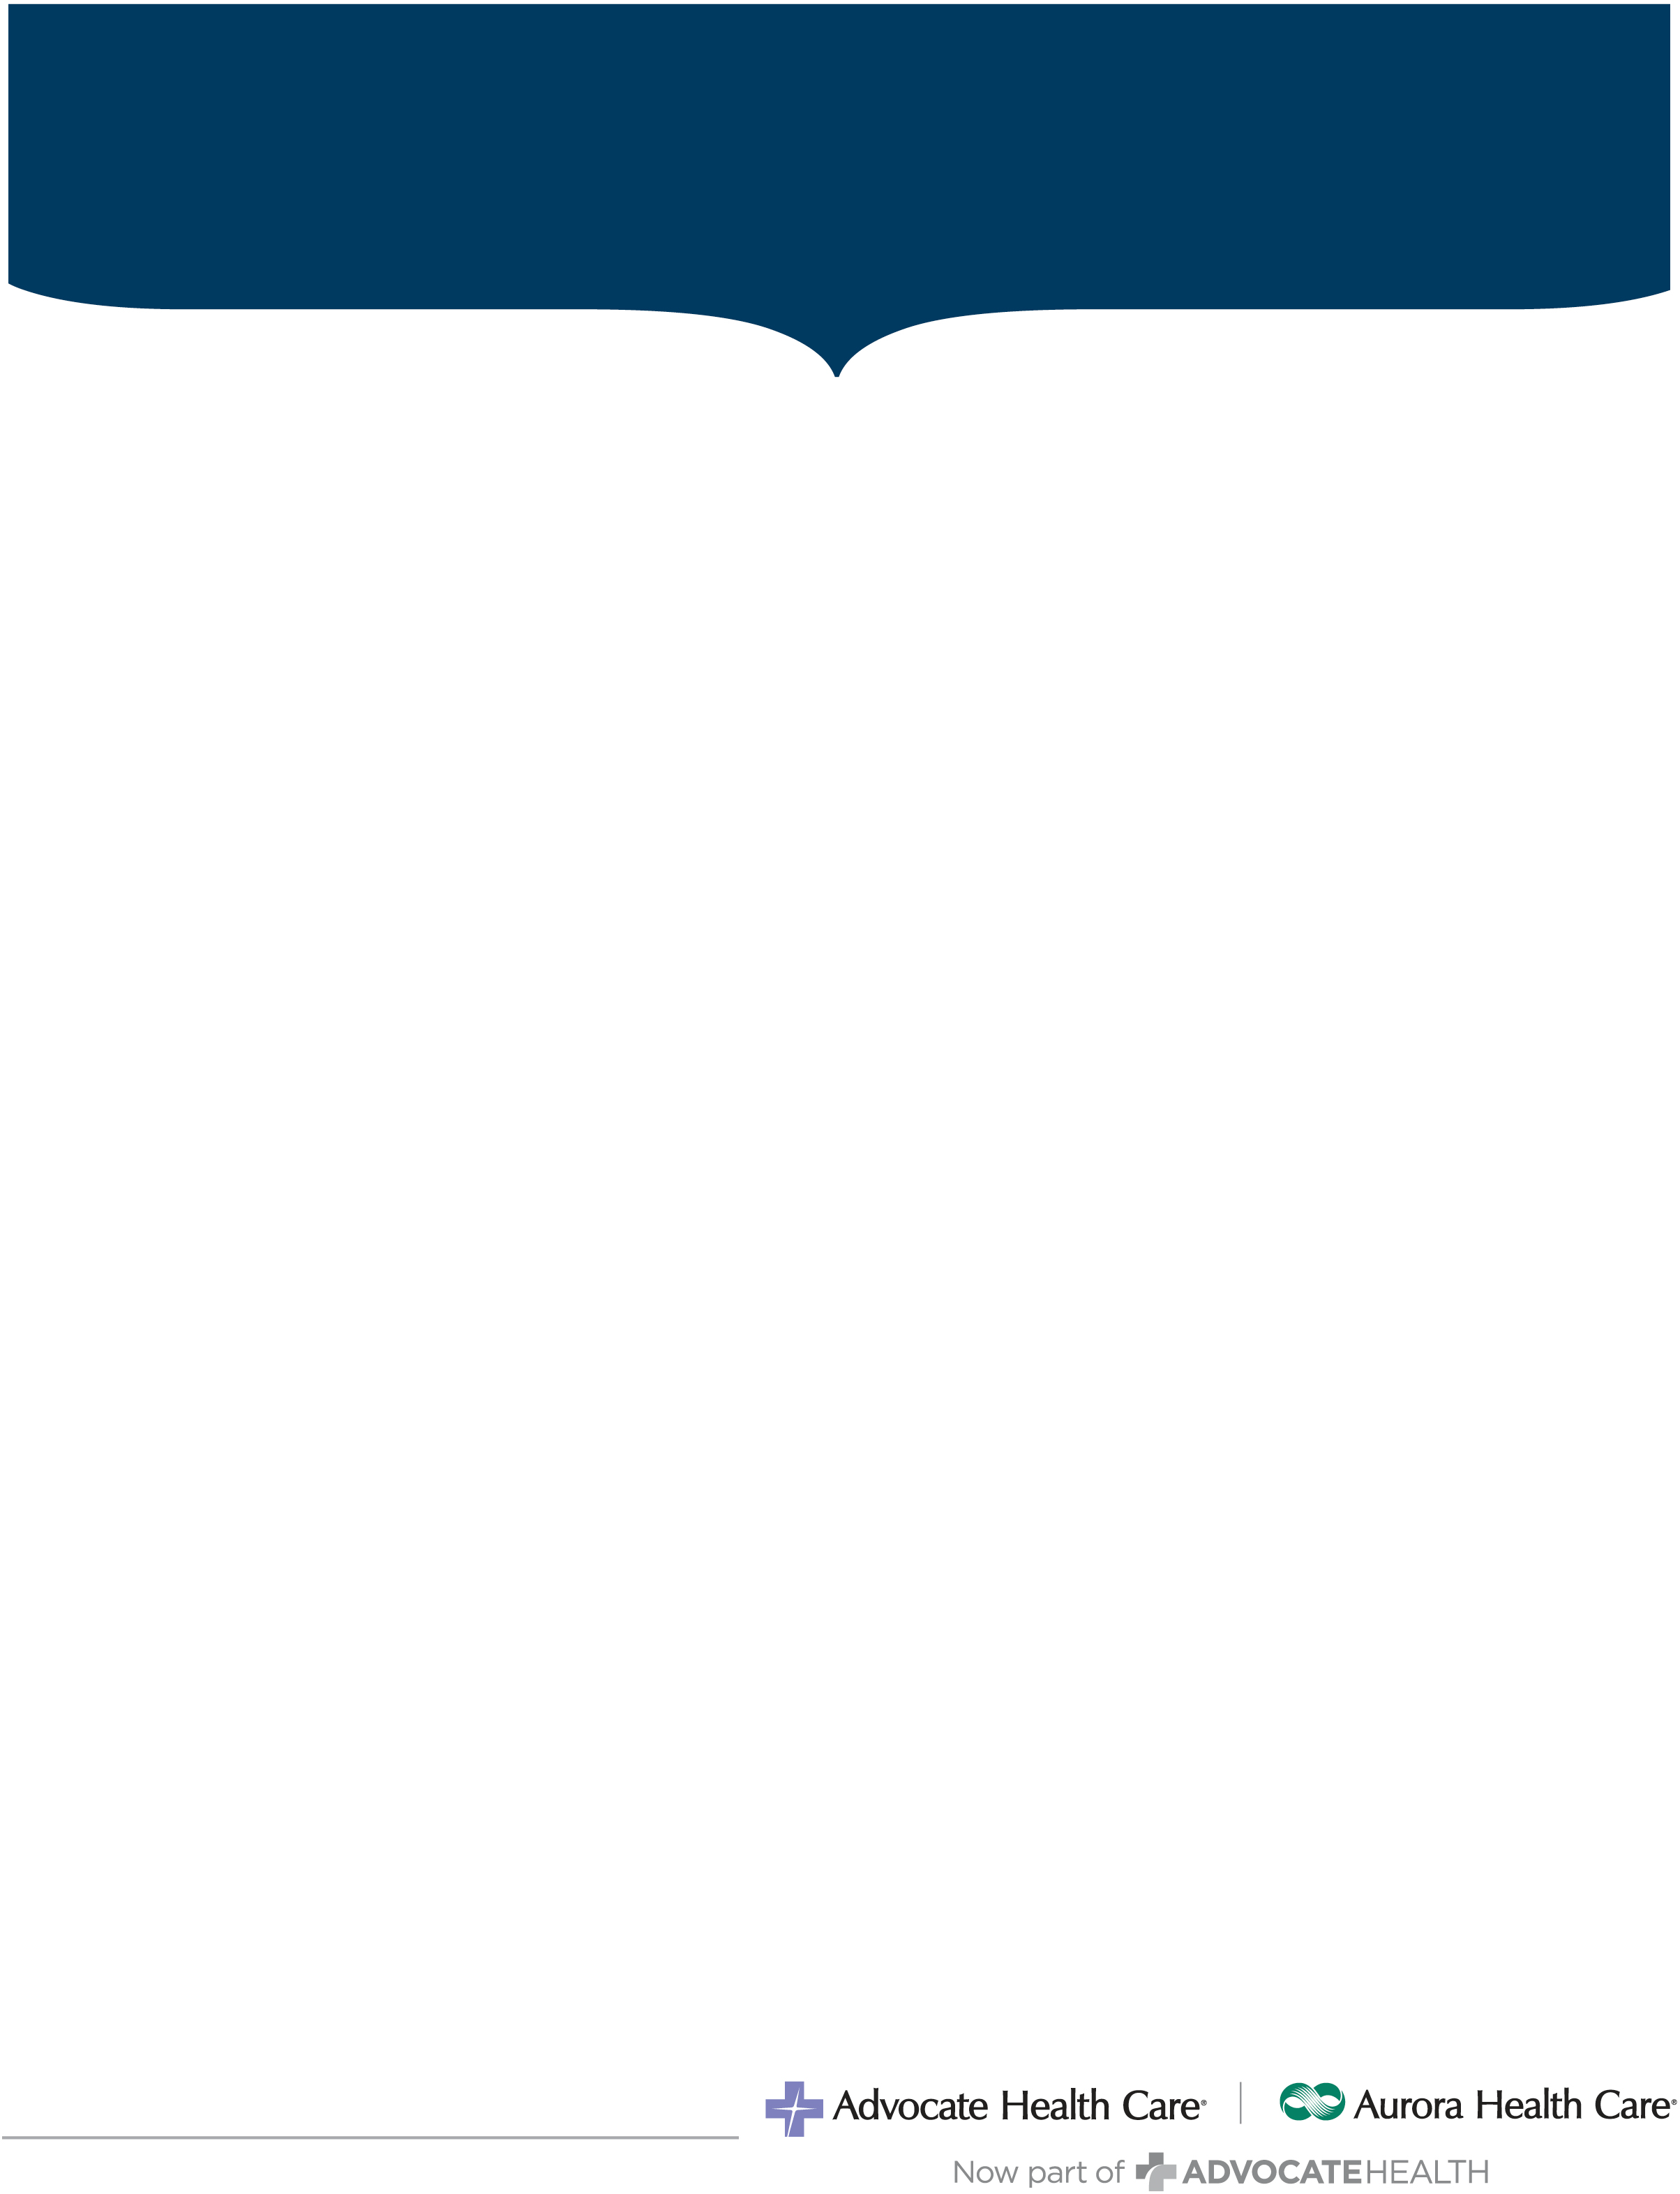 Advocate Health Care® | Aurora Health Care®
Now part of ADVOCATEHEALTH